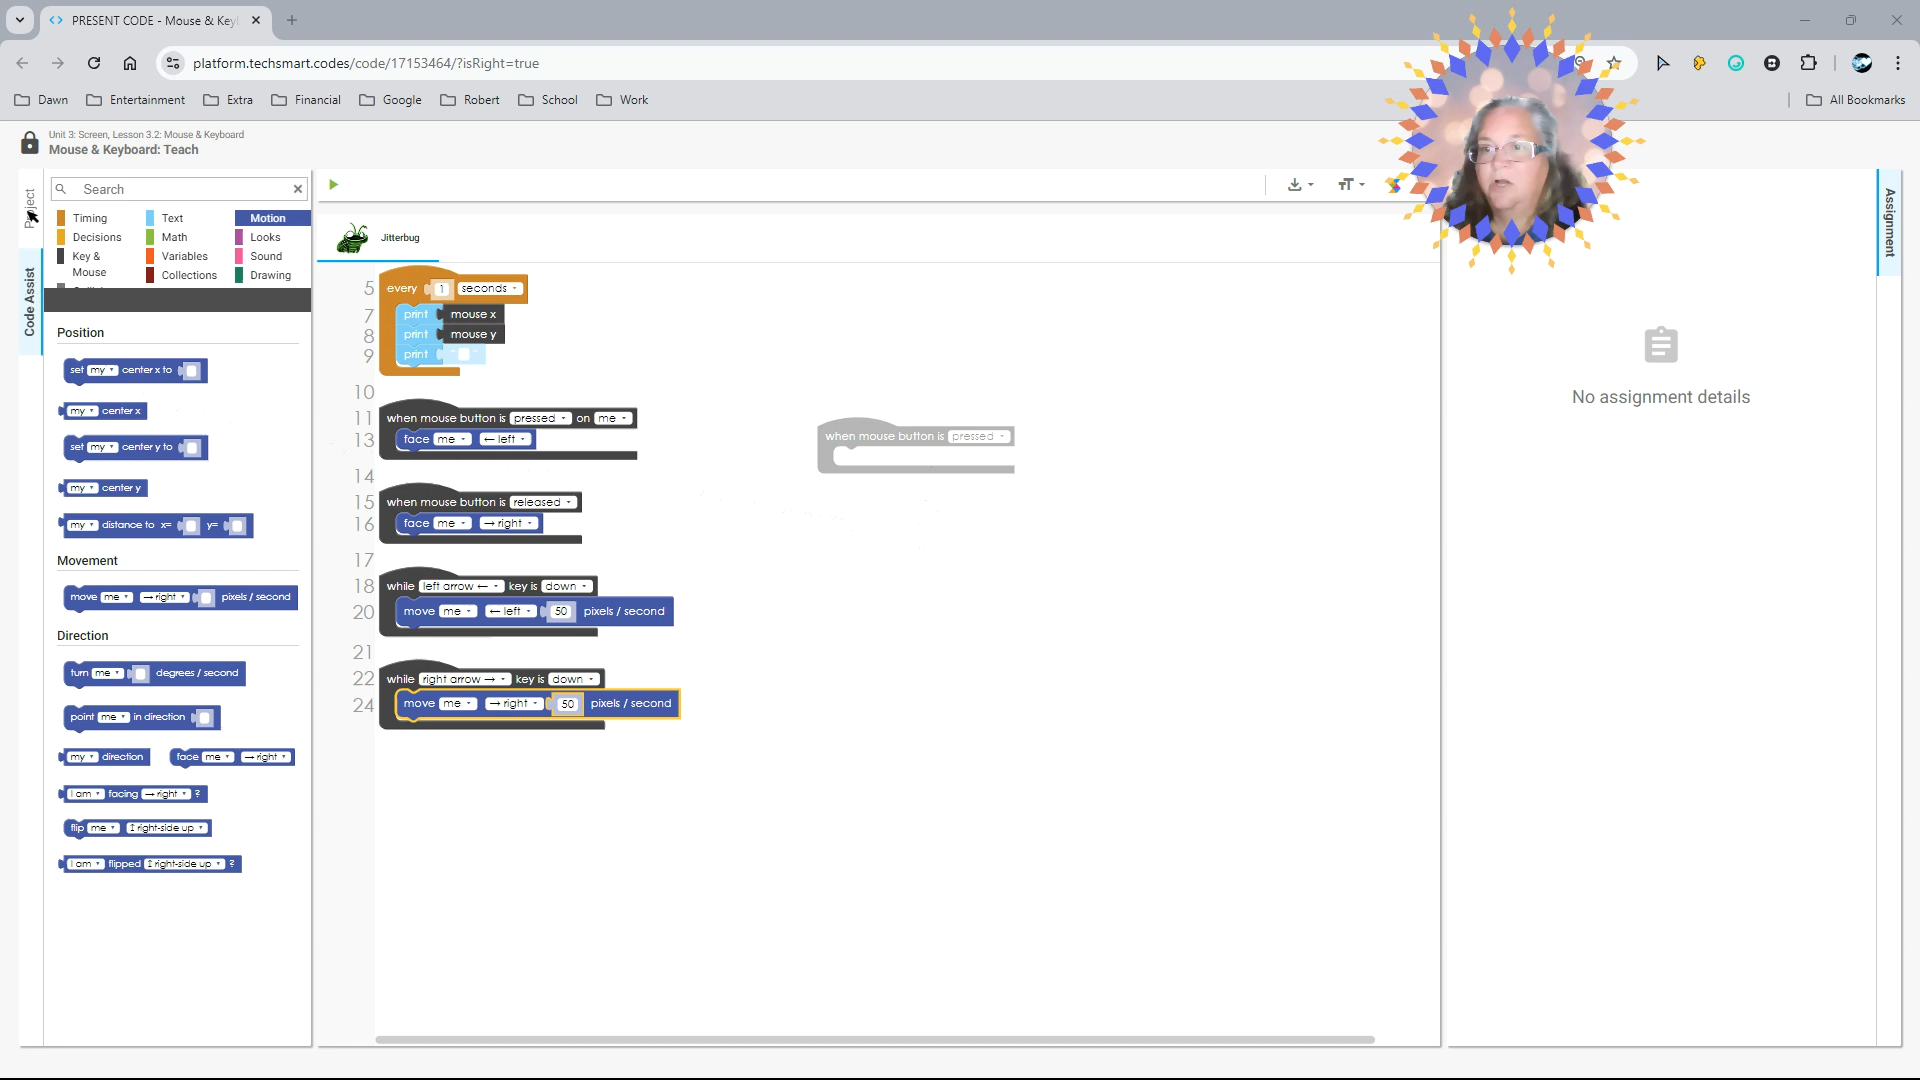 PRESENT CODE - Mouse & Key
platform.techsmart.codes/code/17153464/?isRight=true
Dawn Entertainment Extra Financial Google Robert School Work All Bookmarks
Unit 3: Screen, Lesson 3.2: Mouse & Keyboard
Mouse & Keyboard: Teach
Project
Code Assist
Search
Timing Text Motion
Decisions Math Looks
Key & Mouse Variables Sound
Collections Drawing
Position
set my center x to
my center x
set my center y to
my center y
my distance to x= y=
Movement
move me → right pixels / second
Direction
turn me degrees / second
point me in direction
my direction face me → right
I am facing → right ?
flip me ↥ right-side up
I am flipped ↥ right-side up ?
Jitterbug
5 every 1 seconds
7 print mouse x
8 print mouse y
9 print " "
10
11 when mouse button is pressed on me
13 face me ← left
14
15 when mouse button is released
16 face me → right
17
18 while left arrow ← key is down
20 move me ← left 50 pixels / second
21
22 while right arrow → key is down
24 move me → right 50 pixels / second
when mouse button is pressed
Assignment
No assignment details